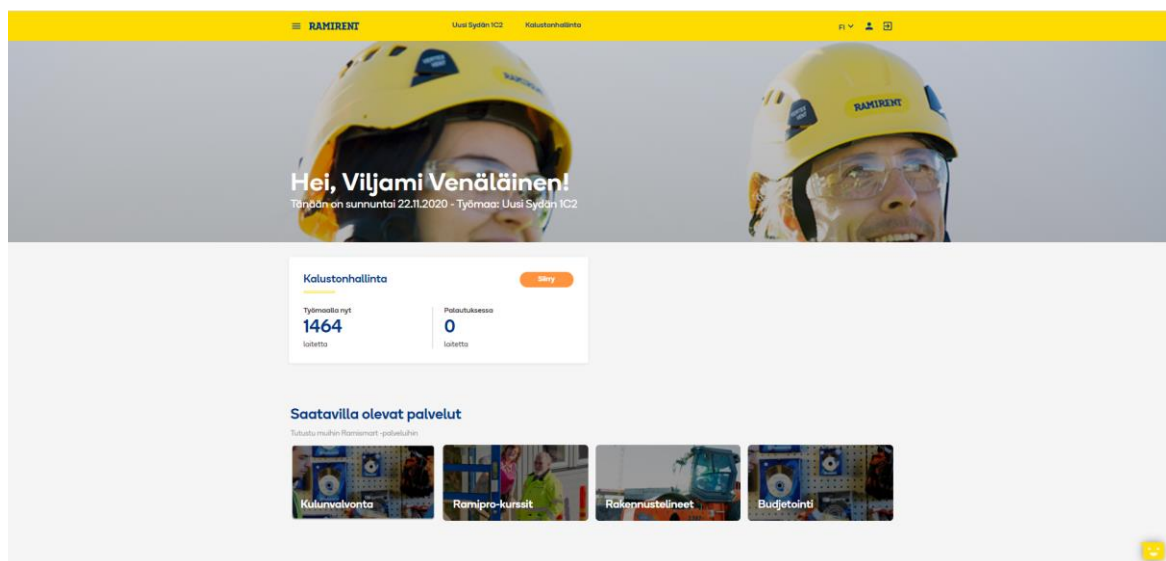 RAMIRENT
Uusi Sydän 1C2
Kalustonhallinta
FI
RAMIRENT
Hei, Viljami Venäläinen!
Tänään on sunnuntai 22.11.2020 - Työmaa: Uusi Sydän 1C2
Kalustonhallinta
Siirry
Työmaalla nyt
1464
laitetta
Palautuksessa
0
laitetta
Saatavilla olevat palvelut
Tutustu muihin Ramismart -palveluihin
Kulunvalvonta
Ramipro-kurssit
Rakennustelineet
Budjetointi